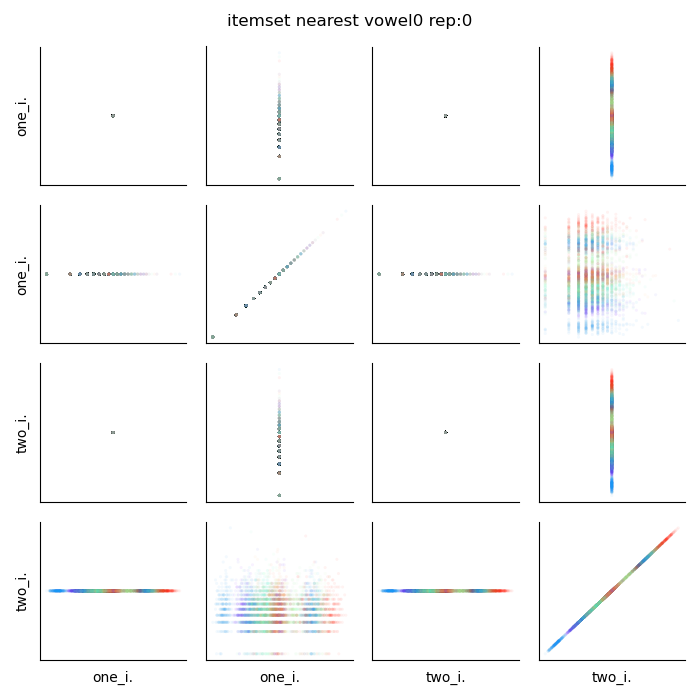 itemset nearest vowel0 rep:0
one_i.
one_i.
two_i.
two_i.
one_i. one_i. two_i. two_i.